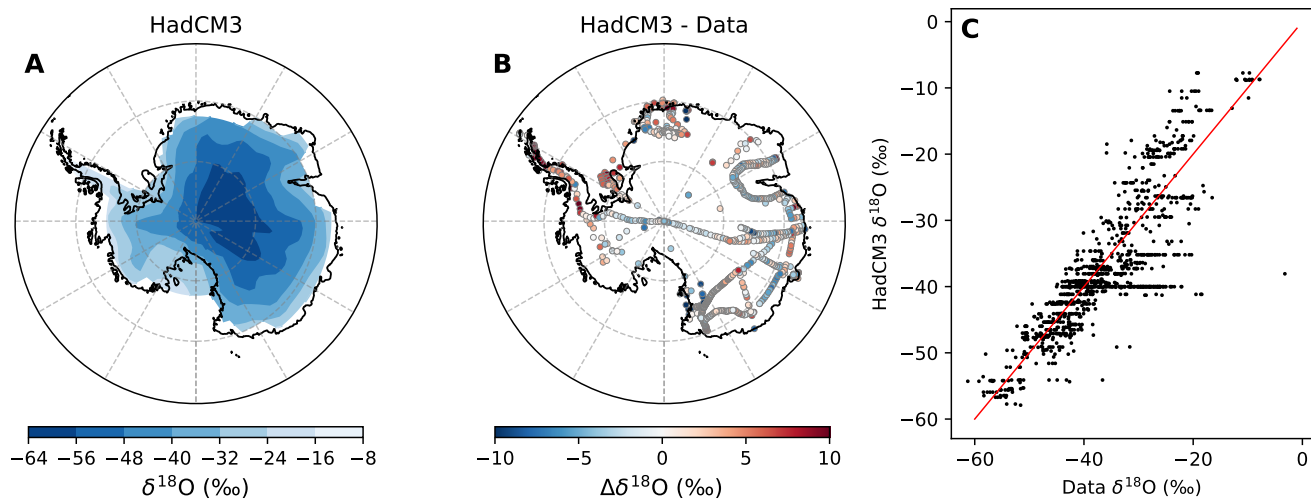 HadCM3
A
−64 −56 −48 −40 −32 −24 −16 −8
δ¹⁸O (‰)
HadCM3 - Data
B
−10 −5 0 5 10
Δδ¹⁸O (‰)
C
0
−10
−20
−30
−40
−50
−60
HadCM3 δ¹⁸O (‰)
−60 −40 −20 0
Data δ¹⁸O (‰)